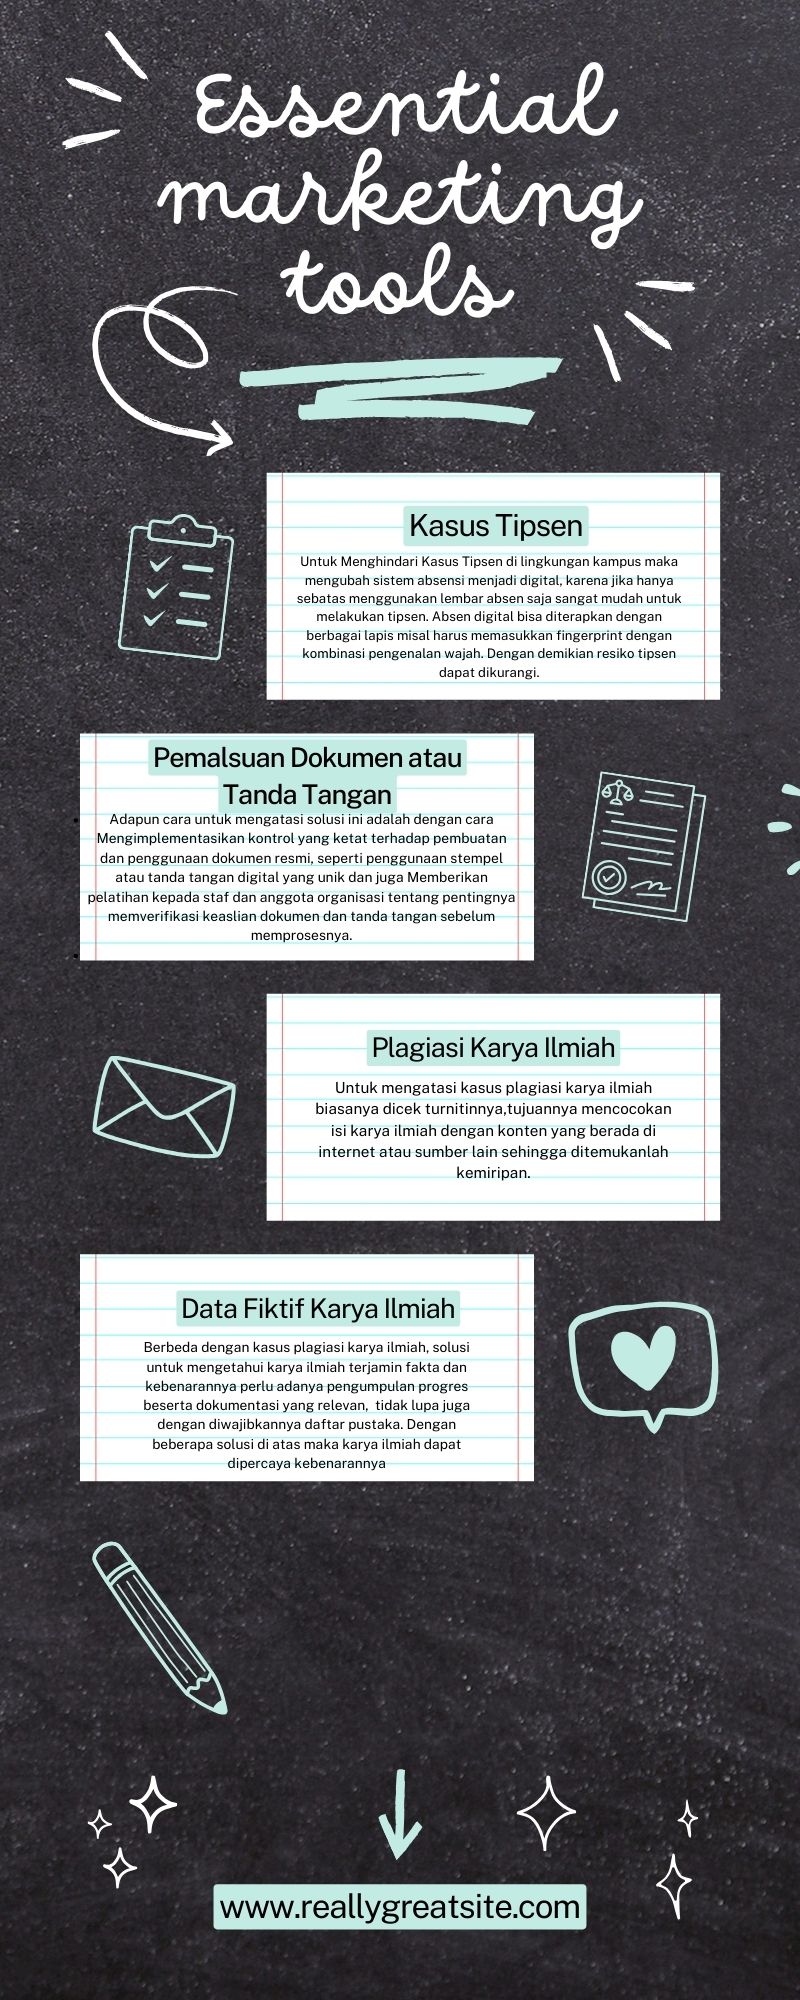 Essential
marketing
tools
Kasus Tipsen
Untuk Menghindari Kasus Tipsen di lingkungan kampus maka
mengubah sistem absensi menjadi digital, karena jika hanya
sebatas menggunakan lembar absen saja sangat mudah untuk
melakukan tipsen. Absen digital bisa diterapkan dengan
berbagai lapis misal harus memasukkan fingerprint dengan
kombinasi pengenalan wajah. Dengan demikian resiko tipsen
dapat dikurangi.
Pemalsuan Dokumen atau
Tanda Tangan
Adapun cara untuk mengatasi solusi ini adalah dengan cara
Mengimplementasikan kontrol yang ketat terhadap pembuatan
dan penggunaan dokumen resmi, seperti penggunaan stempel
atau tanda tangan digital yang unik dan juga Memberikan
pelatihan kepada staf dan anggota organisasi tentang pentingnya
memverifikasi keaslian dokumen dan tanda tangan sebelum
memprosesnya.
Plagiasi Karya Ilmiah
Untuk mengatasi kasus plagiasi karya ilmiah
biasanya dicek turnitinnya,tujuannya mencocokan
isi karya ilmiah dengan konten yang berada di
internet atau sumber lain sehingga ditemukanlah
kemiripan.
Data Fiktif Karya Ilmiah
Berbeda dengan kasus plagiasi karya ilmiah, solusi
untuk mengetahui karya ilmiah terjamin fakta dan
kebenarannya perlu adanya pengumpulan progres
beserta dokumentasi yang relevan,  tidak lupa juga
dengan diwajibkannya daftar pustaka. Dengan
beberapa solusi di atas maka karya ilmiah dapat
dipercaya kebenarannya
www.reallygreatsite.com